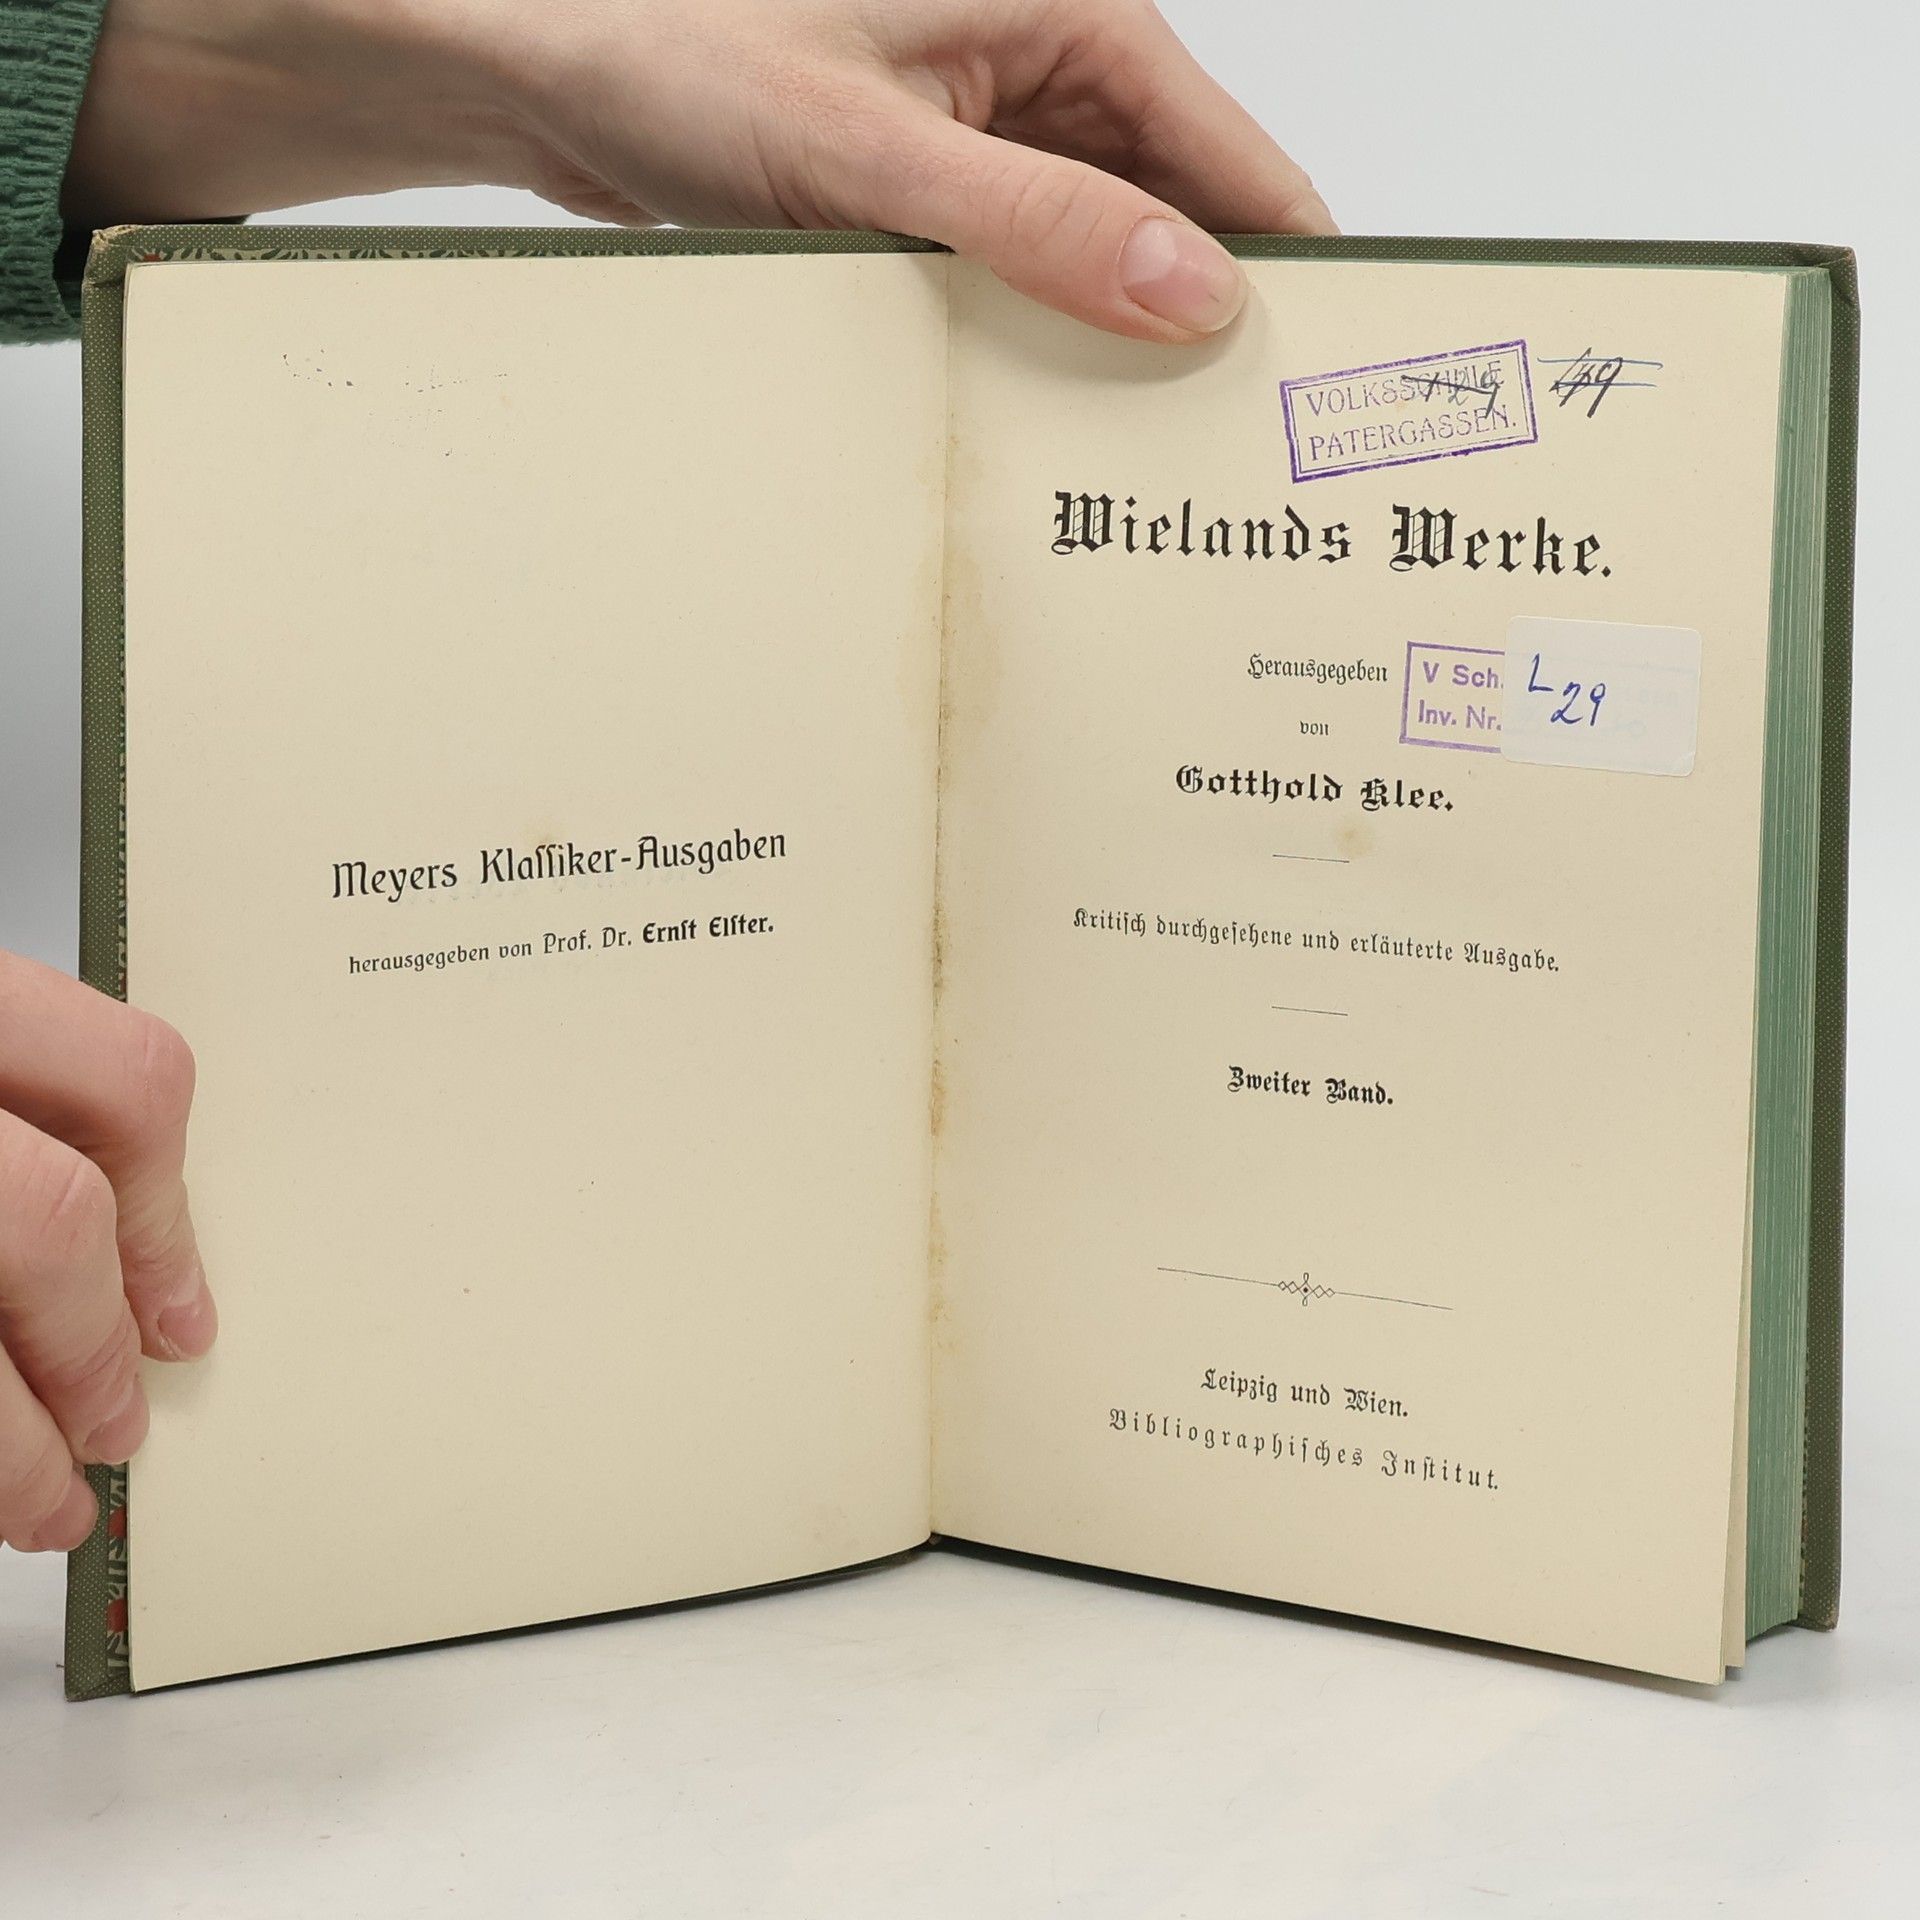 Meyers Klaſſiker-Ausgaben
herausgegeben von Prof. Dr. Ernſt Elſter.
VOLKSSCHULE
PATERGASSEN.
Wielands Werke.
Herausgegeben
von
Gotthold Klee.
V Sch.
Inv. Nr.
L
29
Kritiſch durchgeſehene und erläuterte Ausgabe.
Zweiter Band.
Leipzig und Wien.
Bibliographiſches Inſtitut.